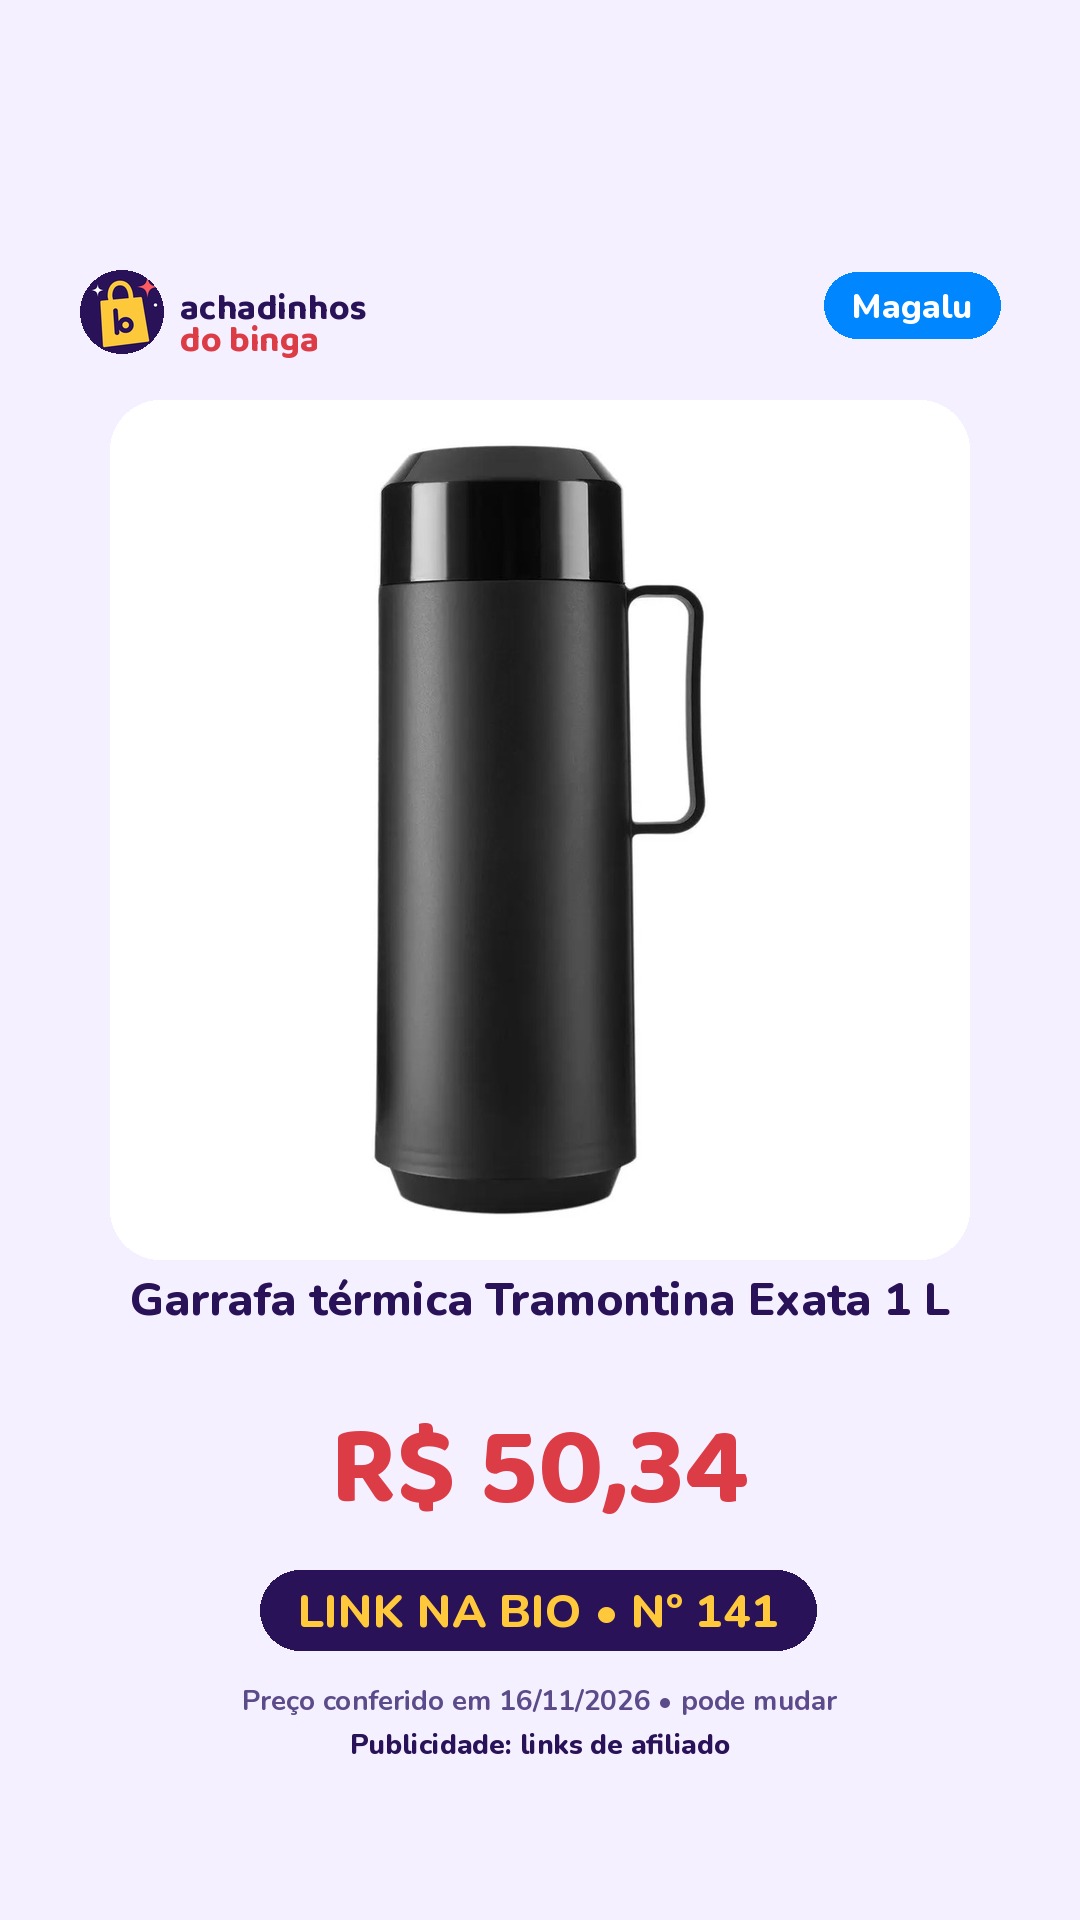 achadinhos
do binga
Magalu
b
Garrafa térmica Tramontina Exata 1 L
R$ 50,34
LINK NA BIO • Nº 141
Preço conferido em 16/11/2026 • pode mudar
Publicidade: links de afiliado